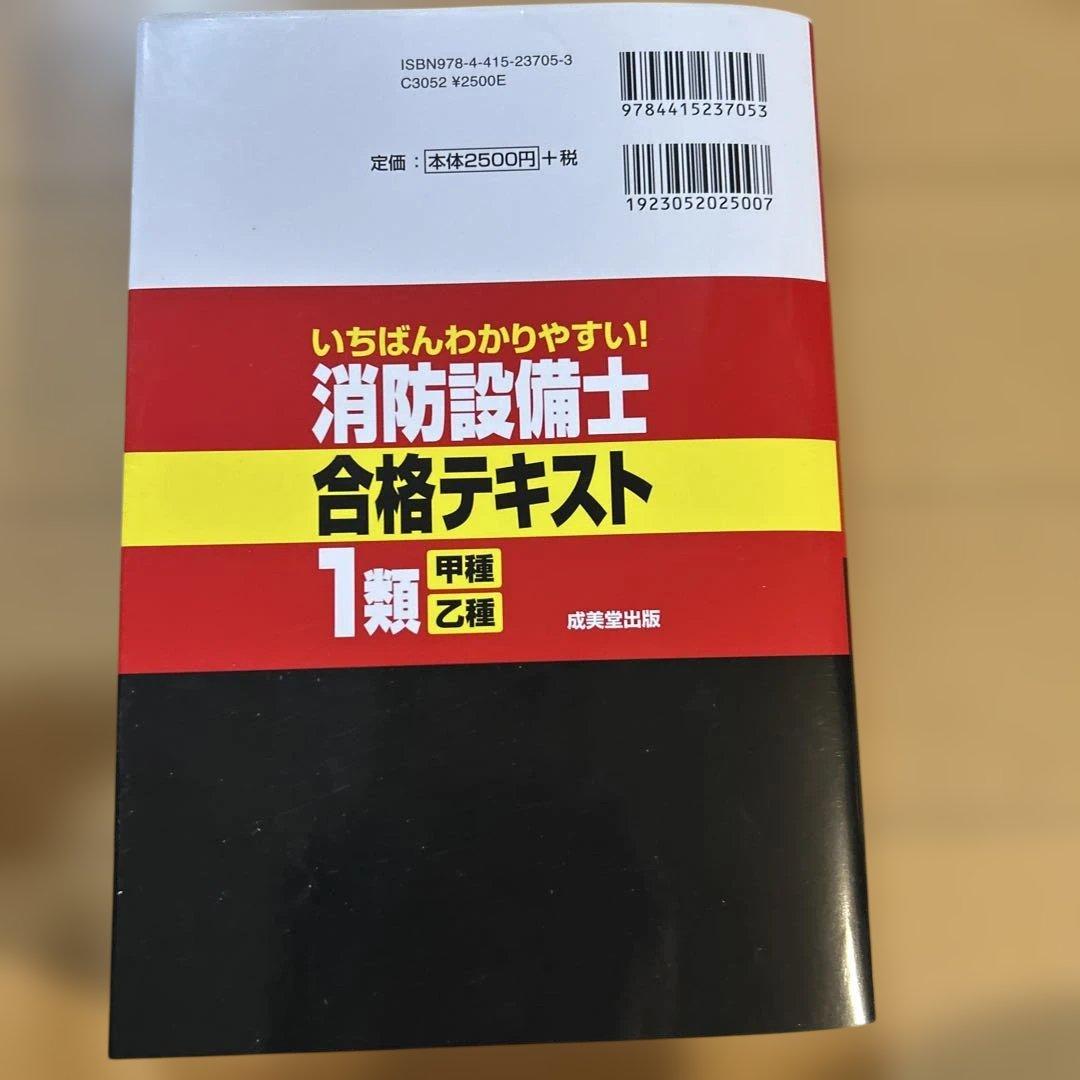 ISBN978-4-415-23705-3
C3052 ¥2500E
9784415237053
定価：本体2500円＋税
1923052025007
いちばんわかりやすい！
消防設備士
合格テキスト
1類 甲種 乙種
成美堂出版